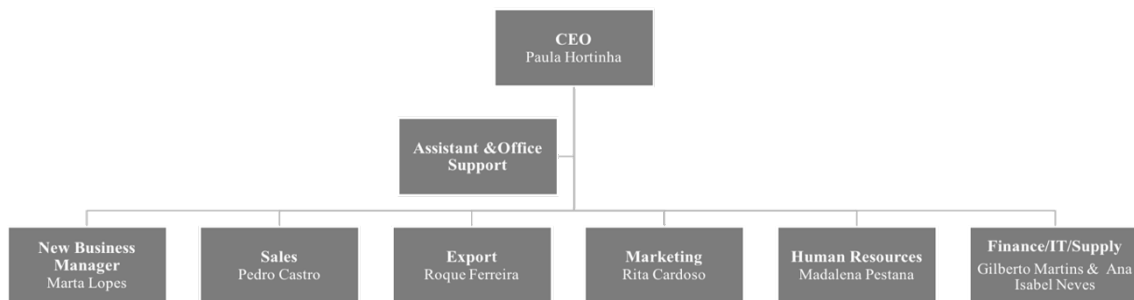 CEO
Paula Hortinha
Assistant &Office
Support
New Business
Manager
Marta Lopes
Sales
Pedro Castro
Export
Roque Ferreira
Marketing
Rita Cardoso
Human Resources
Madalena Pestana
Finance/IT/Supply
Gilberto Martins & Ana
Isabel Neves